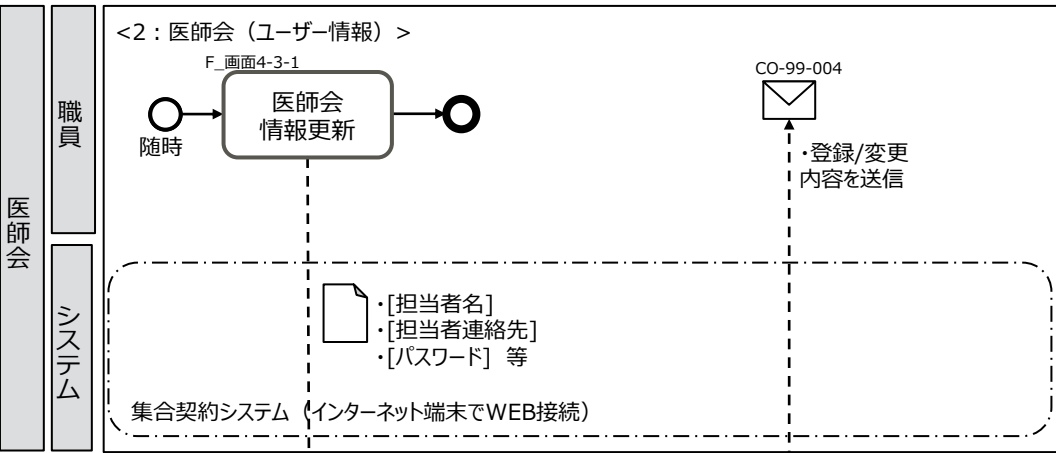 医師会
職員
システム
<2：医師会（ユーザー情報）>
F_画面4-3-1
医師会
情報更新
随時
CO-99-004
・登録/変更
内容を送信
・[担当者名]
・[担当者連絡先]
・[パスワード] 等
集合契約システム（インターネット端末でWEB接続）